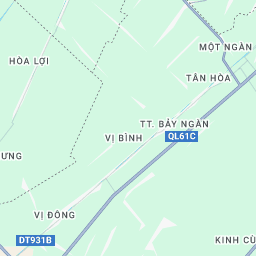 MỘT NGÀN
HÒA LỢI
TÂN HÒA
TT. BẢY NGÀN
VỊ BÌNH
QL61C
ƯNG
VỊ ĐÔNG
DT931B
KINH CÙ